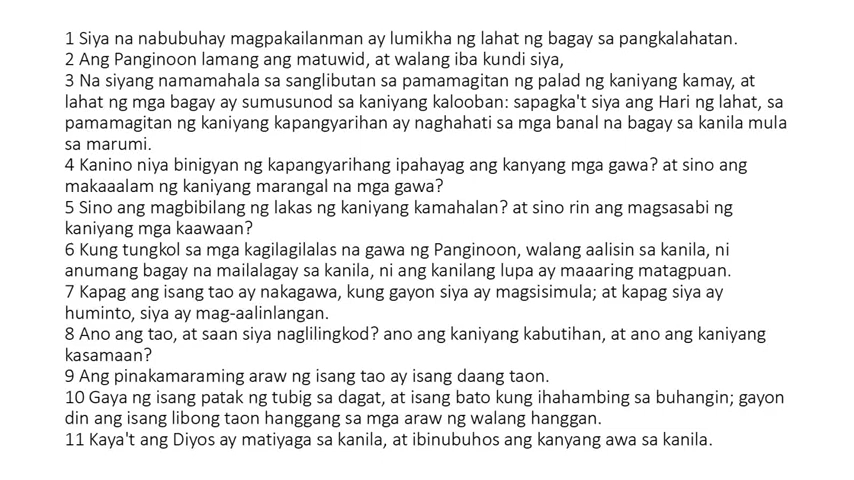 1 Siya na nabubuhay magpakailanman ay lumikha ng lahat ng bagay sa pangkalahatan.
2 Ang Panginoon lamang ang matuwid, at walang iba kundi siya,
3 Na siyang namamahala sa sanglibutan sa pamamagitan ng palad ng kaniyang kamay, at
lahat ng mga bagay ay sumusunod sa kaniyang kalooban: sapagka't siya ang Hari ng lahat, sa
pamamagitan ng kaniyang kapangyarihan ay naghahati sa mga banal na bagay sa kanila mula
sa marumi.
4 Kanino niya binigyan ng kapangyarihang ipahayag ang kanyang mga gawa? at sino ang
makaaalam ng kaniyang marangal na mga gawa?
5 Sino ang magbibilang ng lakas ng kaniyang kamahalan? at sino rin ang magsasabi ng
kaniyang mga kaawaan?
6 Kung tungkol sa mga kagilagilalas na gawa ng Panginoon, walang aalisin sa kanila, ni
anumang bagay na mailalagay sa kanila, ni ang kanilang lupa ay maaaring matagpuan.
7 Kapag ang isang tao ay nakagawa, kung gayon siya ay magsisimula; at kapag siya ay
huminto, siya ay mag-aalinlangan.
8 Ano ang tao, at saan siya naglilingkod? ano ang kaniyang kabutihan, at ano ang kaniyang
kasamaan?
9 Ang pinakamaraming araw ng isang tao ay isang daang taon.
10 Gaya ng isang patak ng tubig sa dagat, at isang bato kung ihahambing sa buhangin; gayon
din ang isang libong taon hanggang sa mga araw ng walang hanggan.
11 Kaya't ang Diyos ay matiyaga sa kanila, at ibinubuhos ang kanyang awa sa kanila.